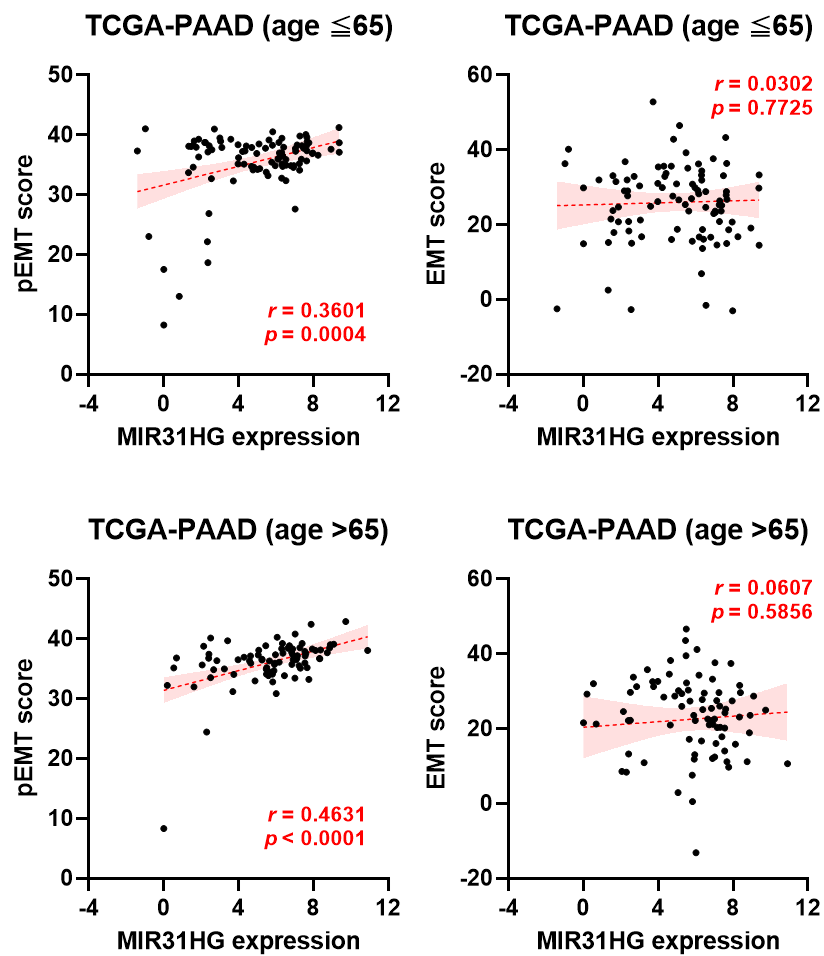 TCGA-PAAD (age ≦65)
50
40
30
20
10
0
pEMT score
r = 0.3601
p = 0.0004
-4 0 4 8 12
MIR31HG expression
TCGA-PAAD (age ≦65)
60
40
20
0
-20
EMT score
r = 0.0302
p = 0.7725
-4 0 4 8 12
MIR31HG expression
TCGA-PAAD (age >65)
50
40
30
20
10
0
pEMT score
r = 0.4631
p < 0.0001
-4 0 4 8 12
MIR31HG expression
TCGA-PAAD (age >65)
60
40
20
0
-20
EMT score
r = 0.0607
p = 0.5856
-4 0 4 8 12
MIR31HG expression